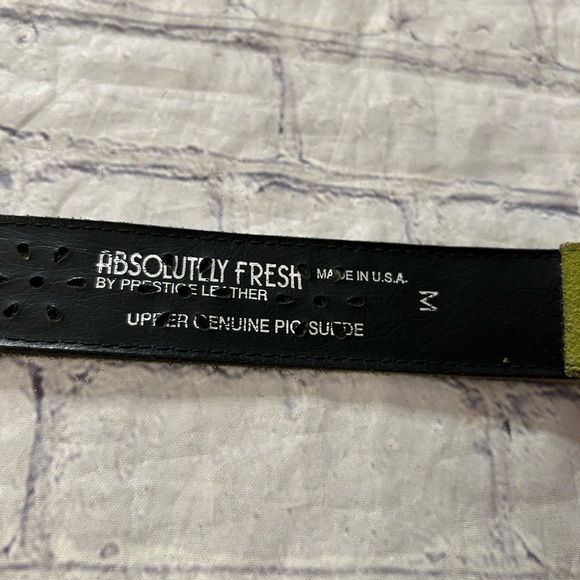 ABSOLUTELY FRESH MADE IN U.S.A.
BY PRESTIGE LEATHER
UPPER GENUINE PIG SUEDE
M